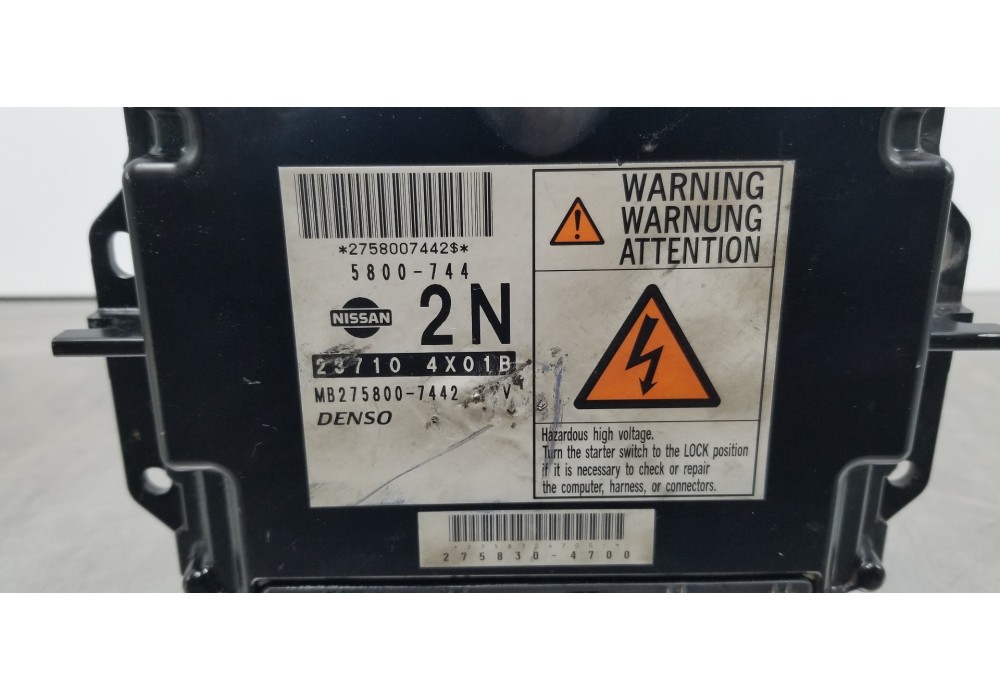 *2758007442$*
5800-744
NISSAN
2N
23710 4X01B
MB275800-7442
V
DENSO
WARNING
WARNUNG
ATTENTION
Hazardous high voltage.
Turn the starter switch to the LOCK position
if it is necessary to check or repair
the computer, harness, or connectors.
275830-4700